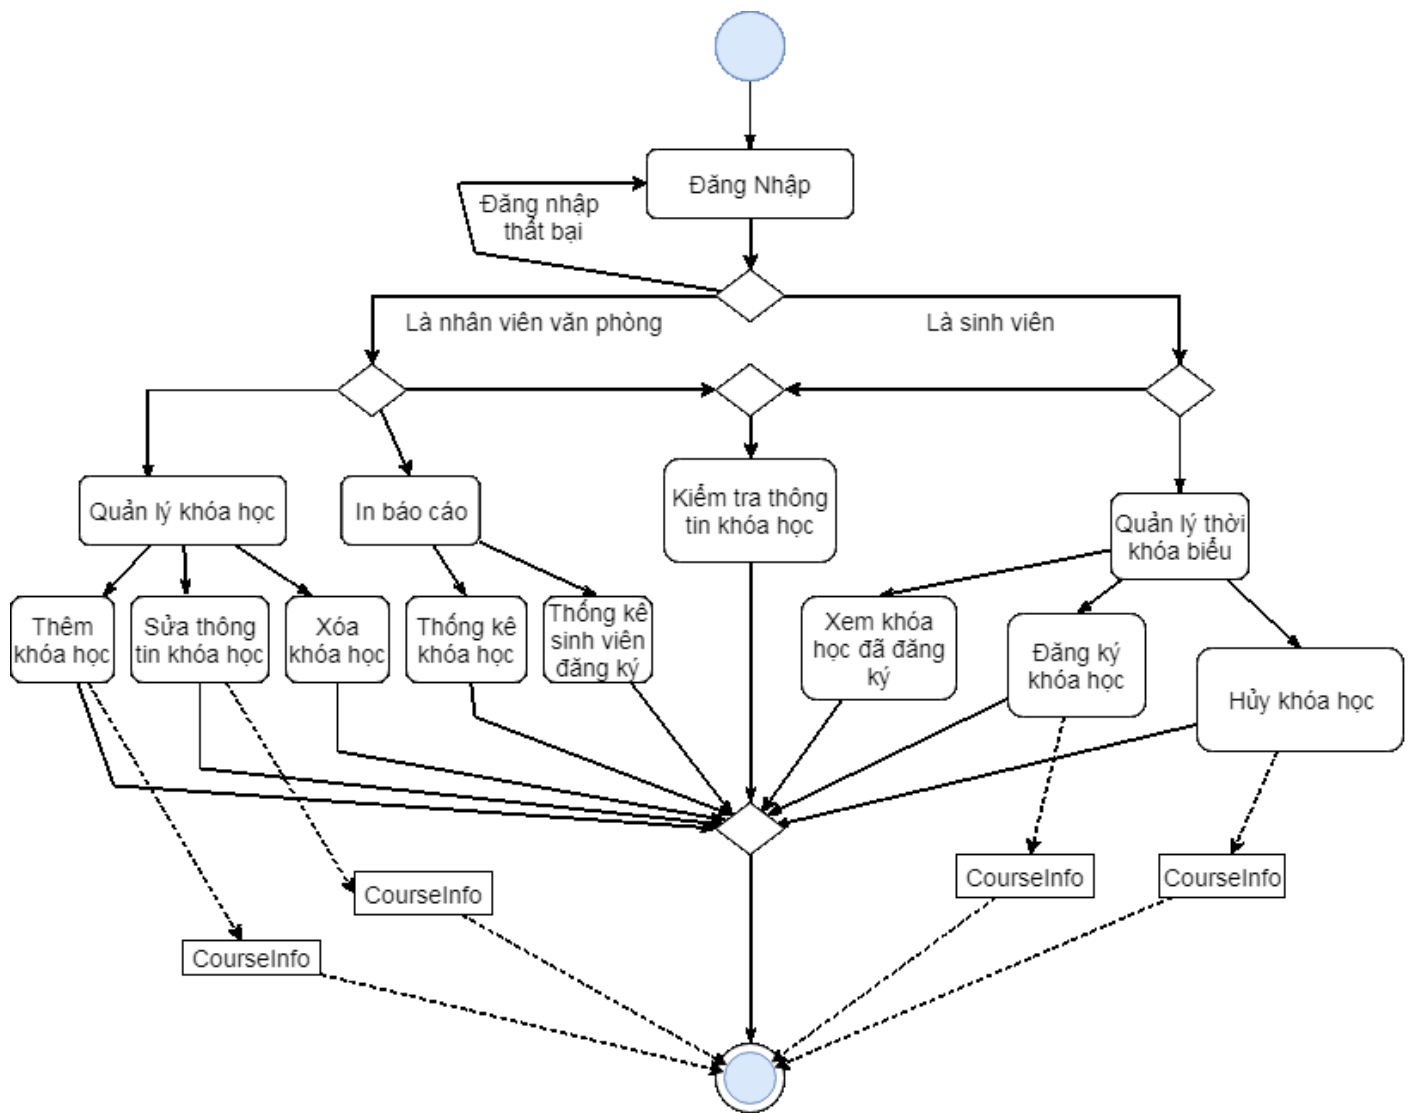 Đăng Nhập
Đăng nhập
thất bại
Là nhân viên văn phòng
Là sinh viên
Quản lý khóa học
In báo cáo
Kiểm tra thông
tin khóa học
Quản lý thời
khóa biểu
Thêm
khóa học
Sửa thông
tin khóa học
Xóa
khóa học
Thống kê
khóa học
Thống kê
sinh viên
đăng ký
Xem khóa
học đã đăng
ký
Đăng ký
khóa học
Hủy khóa học
CourseInfo
CourseInfo
CourseInfo
CourseInfo